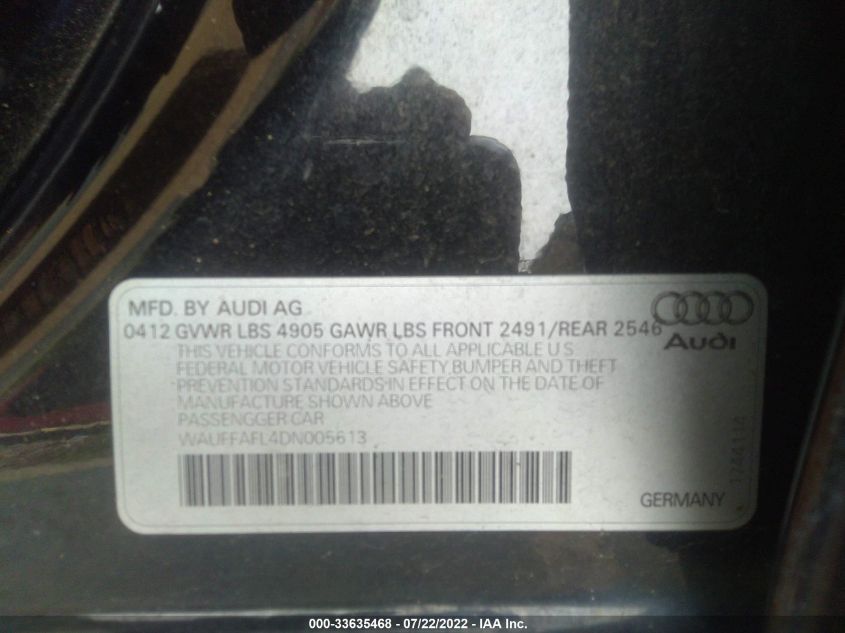 MFD. BY AUDI AG
0412 GVWR LBS 4905 GAWR LBS FRONT 2491/REAR 2546
Audi
THIS VEHICLE CONFORMS TO ALL APPLICABLE U S
FEDERAL MOTOR VEHICLE SAFETY BUMPER AND THEFT
PREVENTION STANDARDS IN EFFECT ON THE DATE OF
MANUFACTURE SHOWN ABOVE
PASSENGGER CAR
WAUFFAFL4DN005613
GERMANY
000-33635468 - 07/22/2022 - IAA Inc.